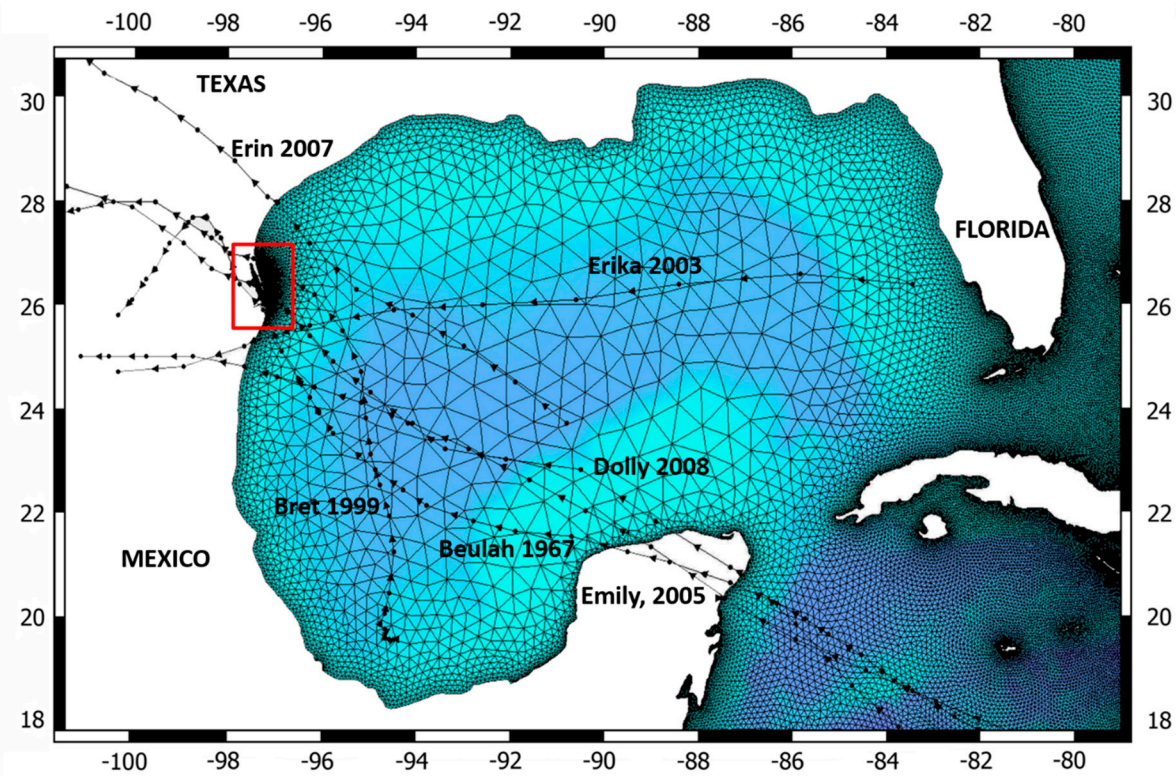 -100 -98 -96 -94 -92 -90 -88 -86 -84 -82 -80
TEXAS
30 30
Erin 2007
28 28
FLORIDA
Erika 2003
26 26
24 24
Dolly 2008
Bret 1999
22 22
Beulah 1967
MEXICO
Emily, 2005
20 20
18 18
-100 -98 -96 -94 -92 -90 -88 -86 -84 -82 -80